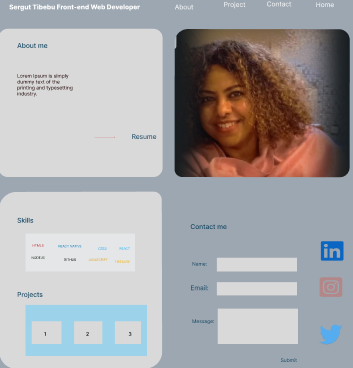 Sergut Tibebu Front-end Web Developer
About
Project
Contact
Home
About me
Lorem Ipsum is simply
dummy text of the
printing and typesetting
industry.
Resume
Skills
HTML5
REACT NATIVE
CSS3
REACT
NODEJS
GITHUB
JAVASCRIPT
FIREBASE
Projects
1
2
3
Contact me
Name:
Email:
Message:
Submit